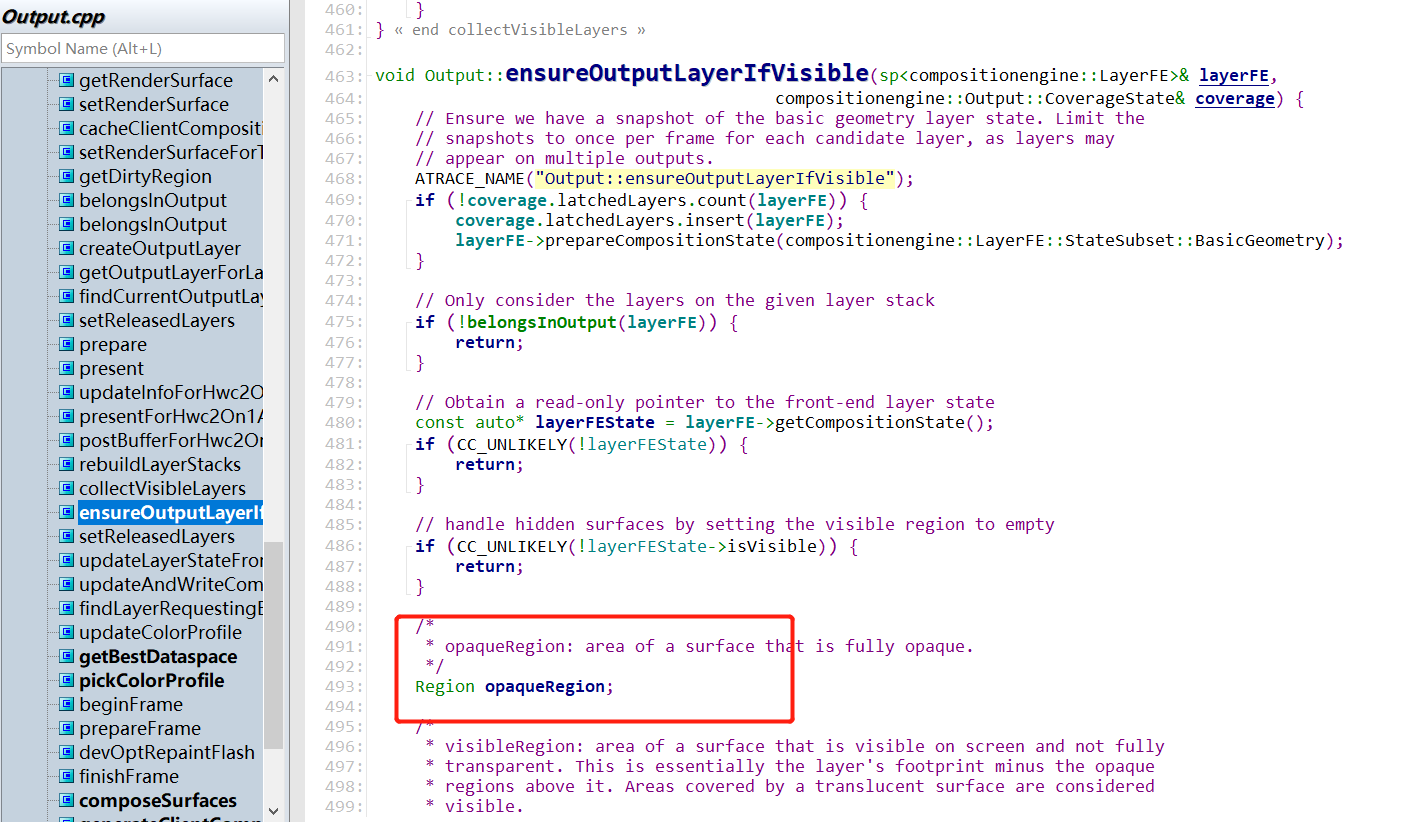 Output.cpp
Symbol Name (Alt+L)
getRenderSurface
setRenderSurface
cacheClientCompositi
setRenderSurfaceForT
getDirtyRegion
belongsInOutput
belongsInOutput
createOutputLayer
getOutputLayerForLa
findCurrentOutputLay
setReleasedLayers
prepare
present
updateInfoForHwc2O
presentForHwc2On1A
postBufferForHwc2On
rebuildLayerStacks
collectVisibleLayers
ensureOutputLayerIf
setReleasedLayers
updateLayerStateFron
updateAndWriteCom
findLayerRequestingB
updateColorProfile
getBestDataspace
pickColorProfile
beginFrame
prepareFrame
devOptRepaintFlash
finishFrame
composeSurfaces
460: }
461: } « end collectVisibleLayers »
462:
463: void Output::ensureOutputLayerIfVisible(sp<compositionengine::LayerFE>& layerFE,
464: compositionengine::Output::CoverageState& coverage) {
465: // Ensure we have a snapshot of the basic geometry layer state. Limit the
466: // snapshots to once per frame for each candidate layer, as layers may
467: // appear on multiple outputs.
468: ATRACE_NAME("Output::ensureOutputLayerIfVisible");
469: if (!coverage.latchedLayers.count(layerFE)) {
470: coverage.latchedLayers.insert(layerFE);
471: layerFE->prepareCompositionState(compositionengine::LayerFE::StateSubset::BasicGeometry);
472: }
473:
474: // Only consider the layers on the given layer stack
475: if (!belongsInOutput(layerFE)) {
476: return;
477: }
478:
479: // Obtain a read-only pointer to the front-end layer state
480: const auto* layerFEState = layerFE->getCompositionState();
481: if (CC_UNLIKELY(!layerFEState)) {
482: return;
483: }
484:
485: // handle hidden surfaces by setting the visible region to empty
486: if (CC_UNLIKELY(!layerFEState->isVisible)) {
487: return;
488: }
489:
490: /*
491: * opaqueRegion: area of a surface that is fully opaque.
492: */
493: Region opaqueRegion;
494:
495: /*
496: * visibleRegion: area of a surface that is visible on screen and not fully
497: * transparent. This is essentially the layer's footprint minus the opaque
498: * regions above it. Areas covered by a translucent surface are considered
499: * visible.